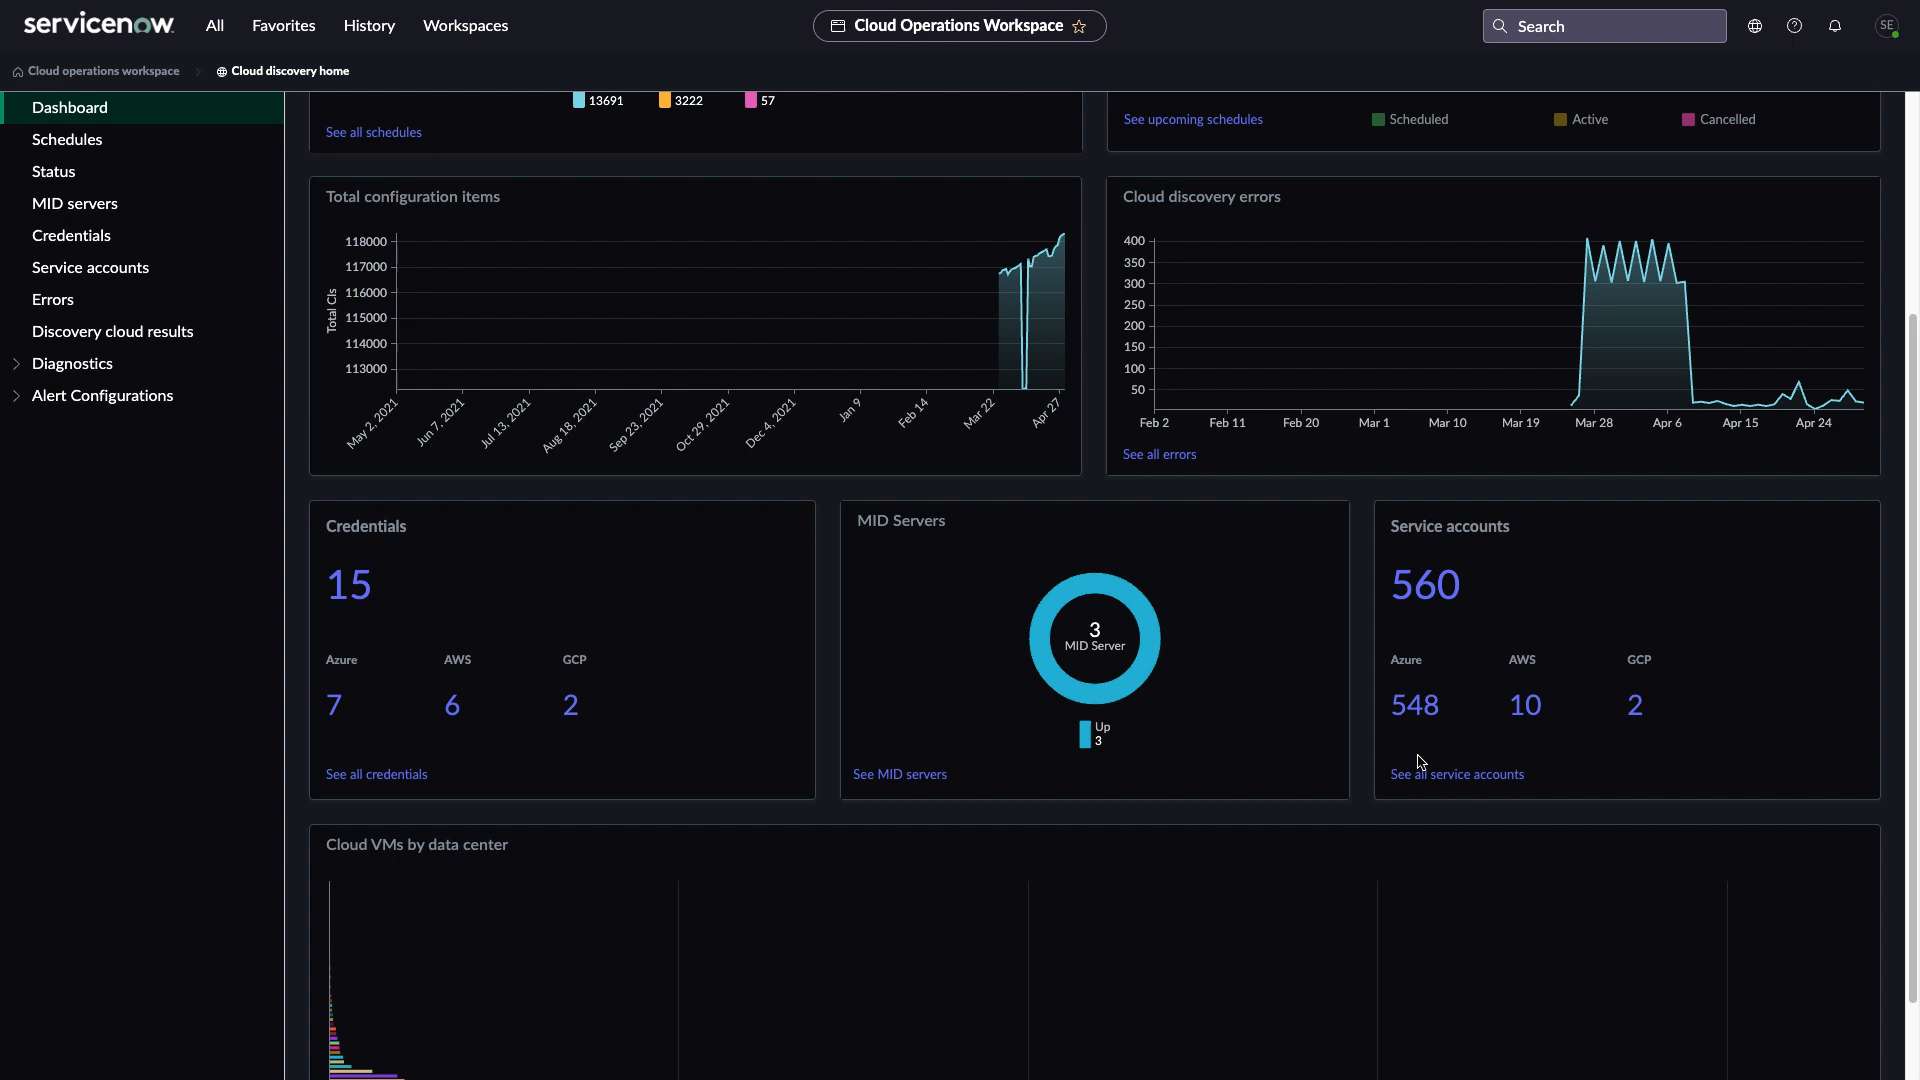 servicenow
All
Favorites
History
Workspaces
Cloud Operations Workspace
Search
SE
Cloud operations workspace
Cloud discovery home
Dashboard
Schedules
Status
MID servers
Credentials
Service accounts
Errors
Discovery cloud results
Diagnostics
Alert Configurations
13691
3222
57
See all schedules
See upcoming schedules
Scheduled
Active
Cancelled
Total configuration items
Total CIs
118000
117000
116000
115000
114000
113000
May 2, 2021
Jun 7, 2021
Jul 13, 2021
Aug 18, 2021
Sep 23, 2021
Oct 29, 2021
Dec 4, 2021
Jan 9
Feb 14
Mar 22
Apr 27
Cloud discovery errors
400
350
300
250
200
150
100
50
Feb 2
Feb 11
Feb 20
Mar 1
Mar 10
Mar 19
Mar 28
Apr 6
Apr 15
Apr 24
See all errors
Credentials
15
Azure
AWS
GCP
7
6
2
See all credentials
MID Servers
3
MID Server
Up
3
See MID servers
Service accounts
560
Azure
AWS
GCP
548
10
2
See all service accounts
Cloud VMs by data center